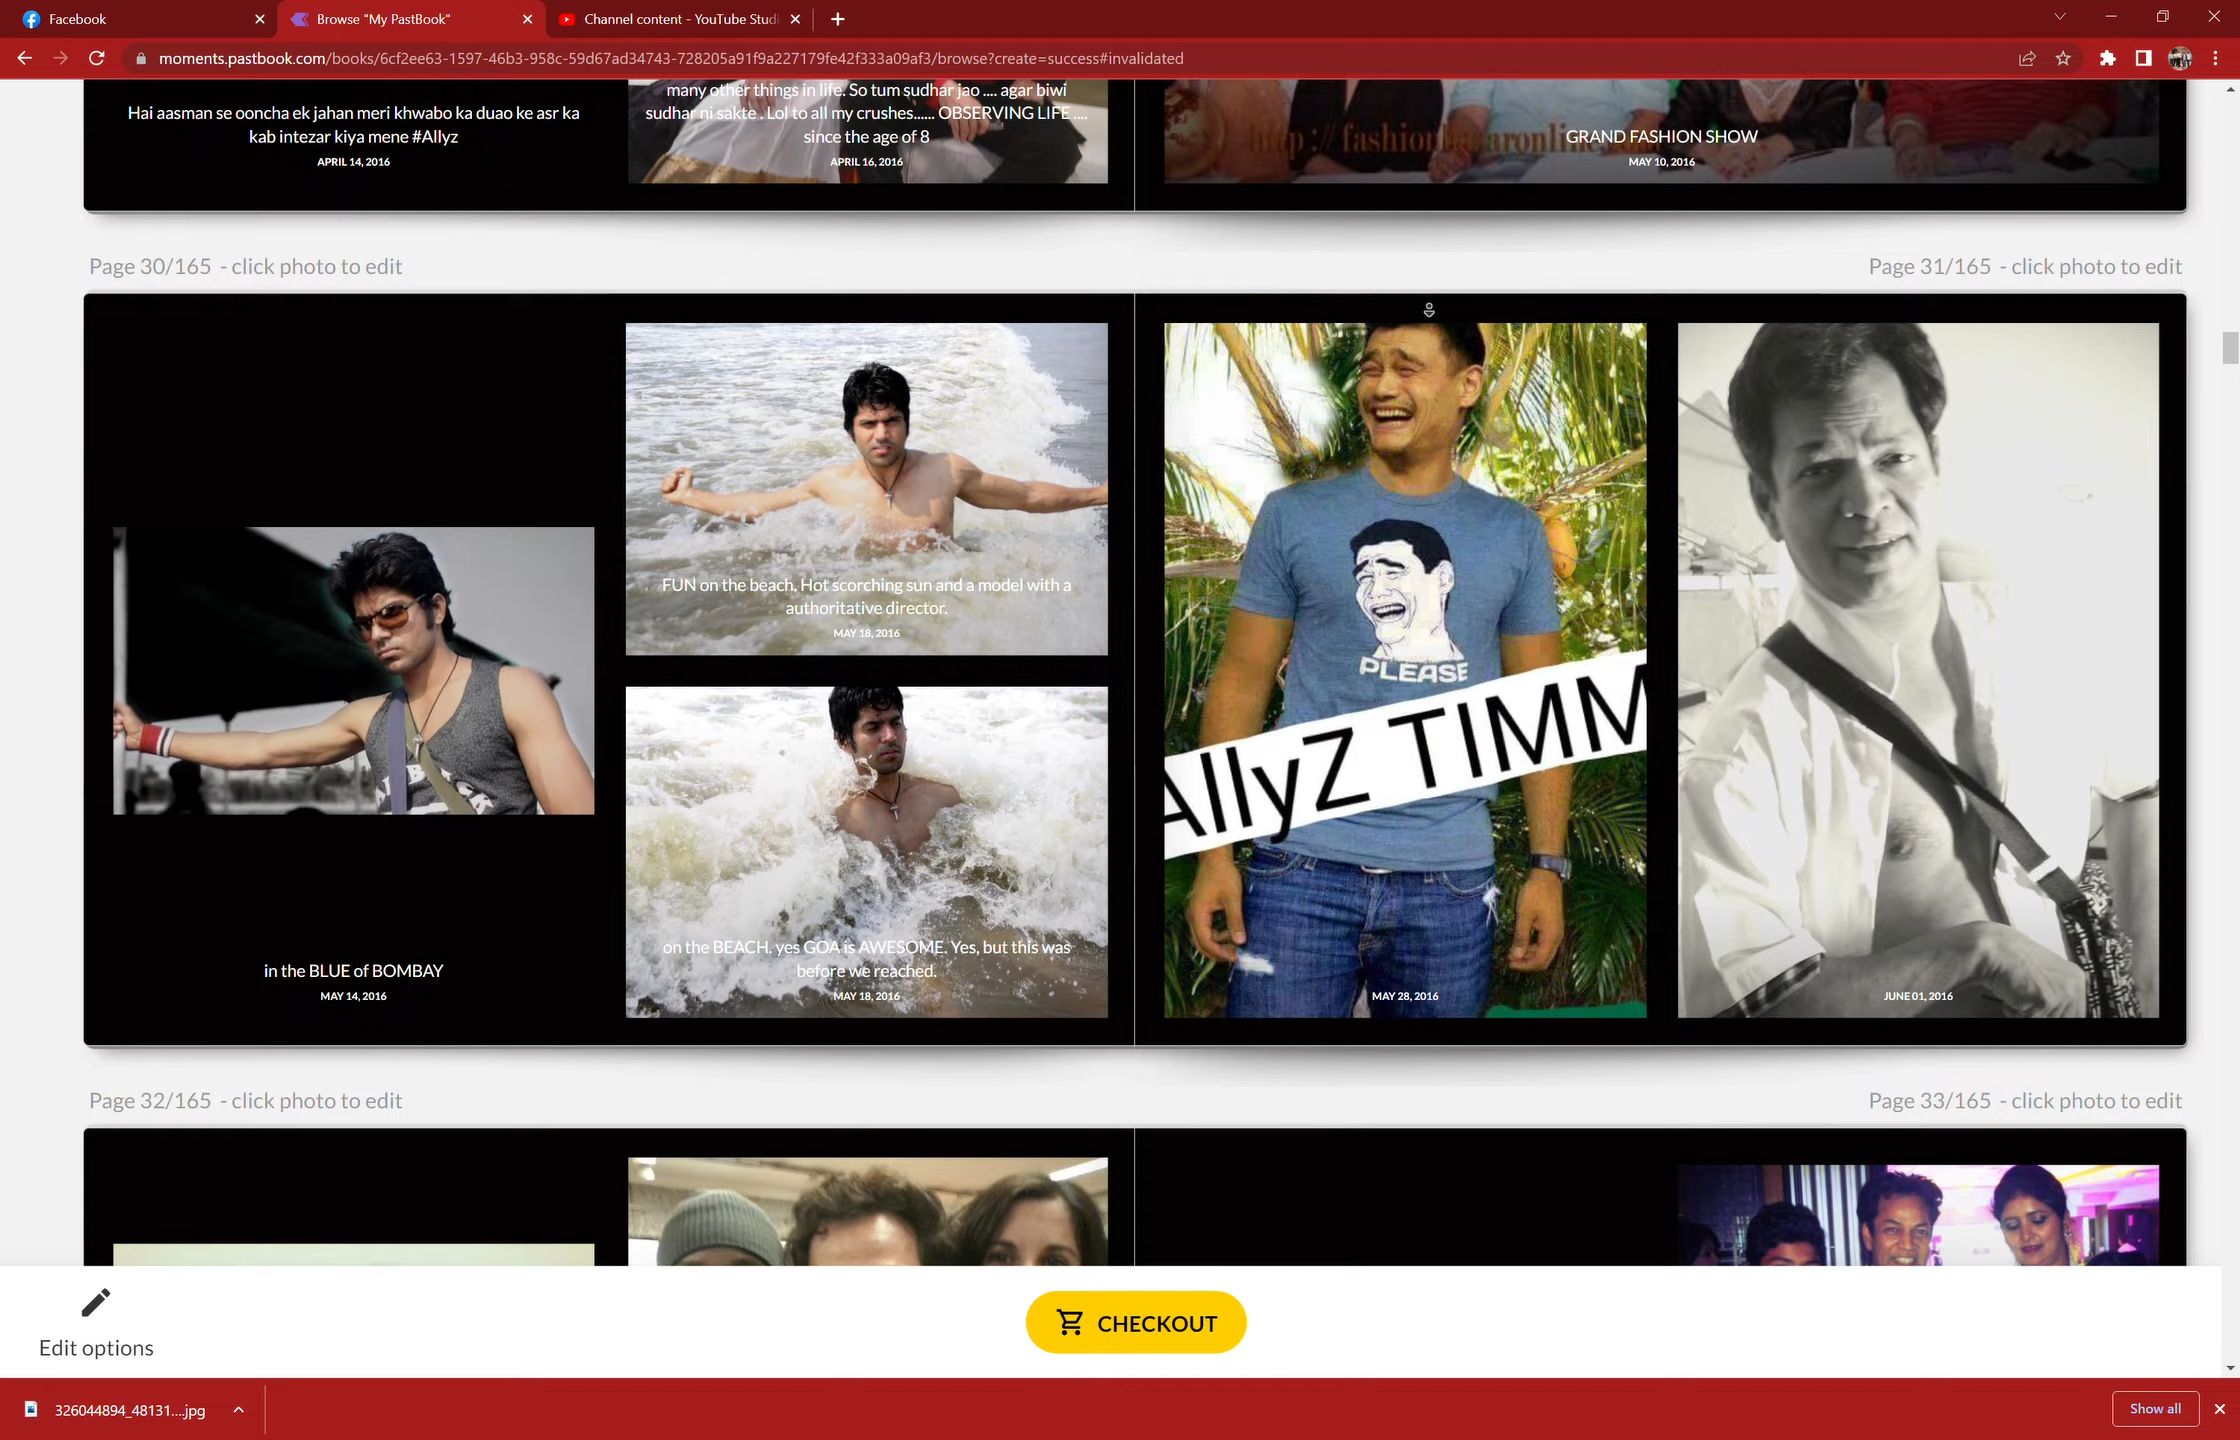 Facebook
Browse "My PastBook"
Channel content - YouTube Studi
moments.pastbook.com/books/6cf2ee63-1597-46b3-958c-59d67ad34743-728205a91f9a227179fe42f333a09af3/browse?create=success#invalidated
Hai aasman se ooncha ek jahan meri khwabo ka duao ke asr ka
kab intezar kiya mene #Allyz
APRIL 14, 2016
many other things in life. So tum sudhar jao .... agar biwi
sudhar ni sakte . Lol to all my crushes...... OBSERVING LIFE ....
since the age of 8
APRIL 16, 2016
http://fashion
aronli
GRAND FASHION SHOW
MAY 10, 2016
Page 30/165 - click photo to edit
Page 31/165 - click photo to edit
in the BLUE of BOMBAY
MAY 14, 2016
FUN on the beach. Hot scorching sun and a model with a
authoritative director.
MAY 18, 2016
on the BEACH. yes GOA is AWESOME. Yes, but this was
before we reached.
MAY 18, 2016
PLEASE
AllyZ TIMM
MAY 28, 2016
JUNE 01, 2016
Page 32/165 - click photo to edit
Page 33/165 - click photo to edit
Edit options
CHECKOUT
326044894_48131....jpg
Show all